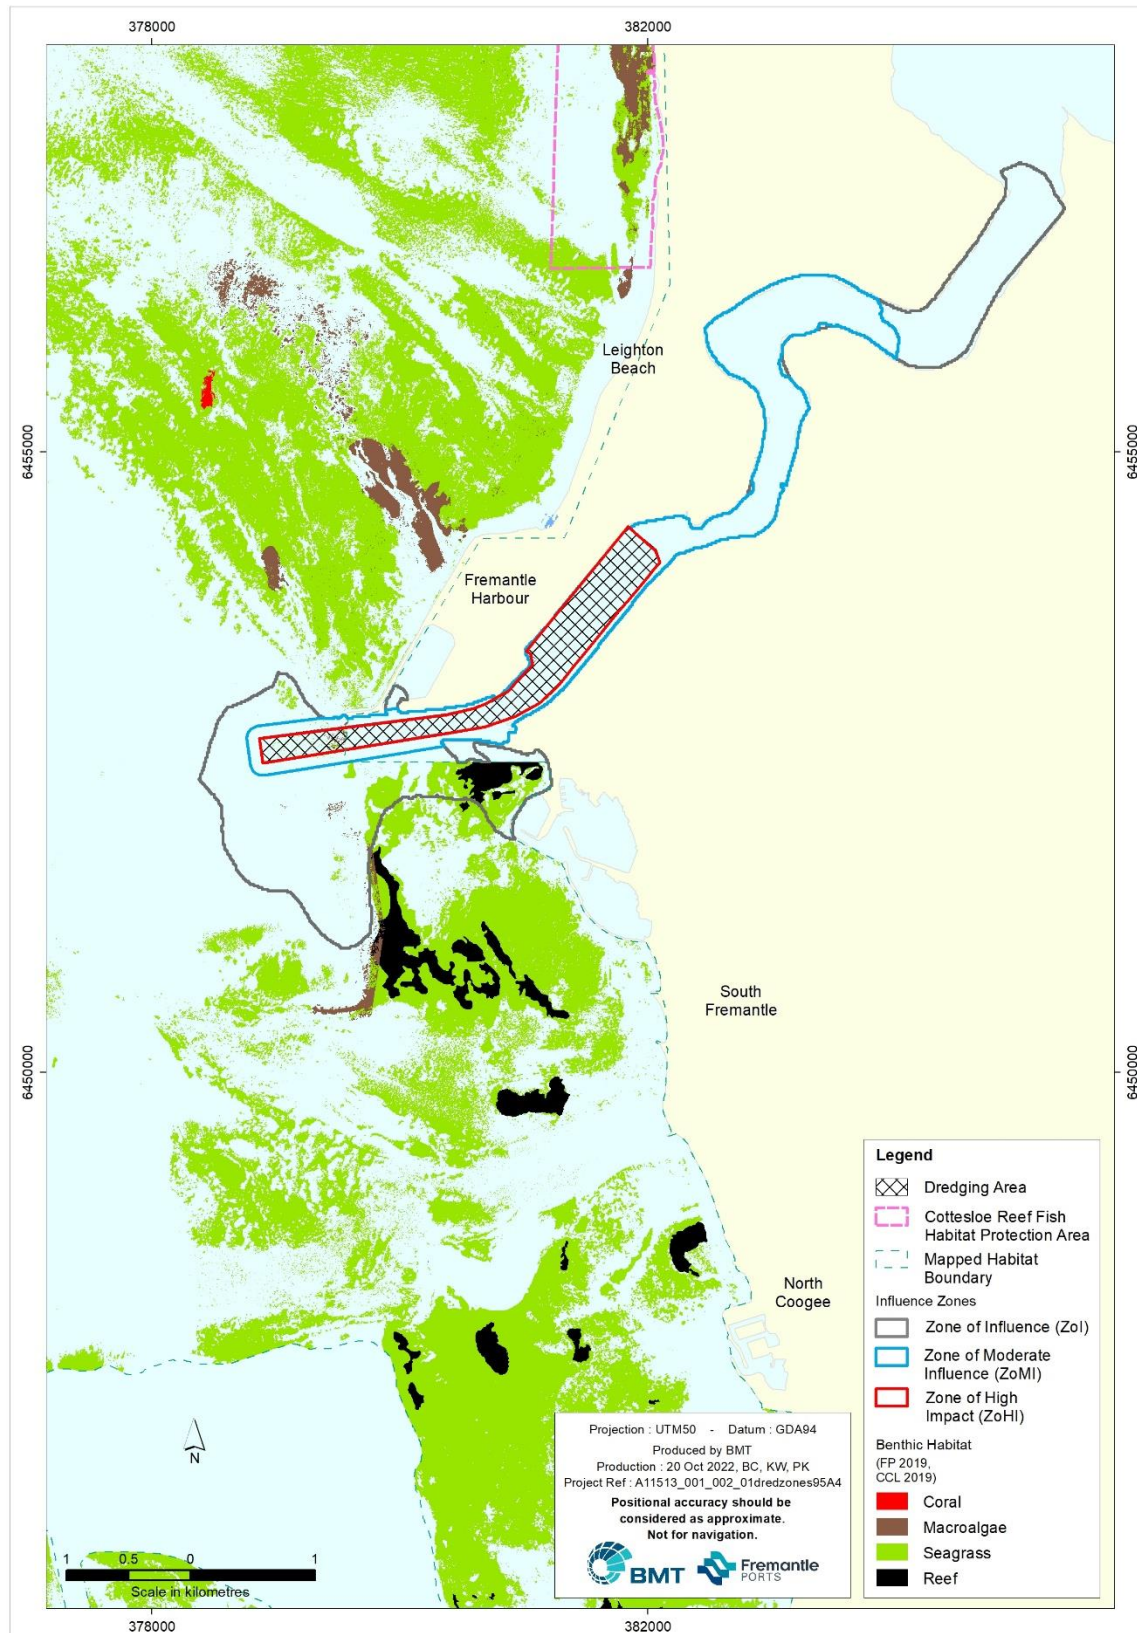 378000
382000
Leighton
Beach
6455000
6455000
Fremantle
Harbour
South
Fremantle
6450000
6450000
North
Coogee
Legend
Dredging Area
Cottesloe Reef Fish
Habitat Protection Area
Mapped Habitat
Boundary
Influence Zones
Zone of Influence (ZoI)
Zone of Moderate
Influence (ZoMI)
Zone of High
Impact (ZoHI)
Benthic Habitat
(FP 2019,
CCL 2019)
Coral
Macroalgae
Seagrass
Reef
Projection : UTM50 - Datum : GDA94
Produced by BMT
Production : 20 Oct 2022, BC, KW, PK
Project Ref : A11513_001_002_01dredzones95A4
Positional accuracy should be
considered as approximate.
Not for navigation.
BMT
Fremantle
PORTS
N
1 0.5 0 1
Scale in kilometres
378000
382000